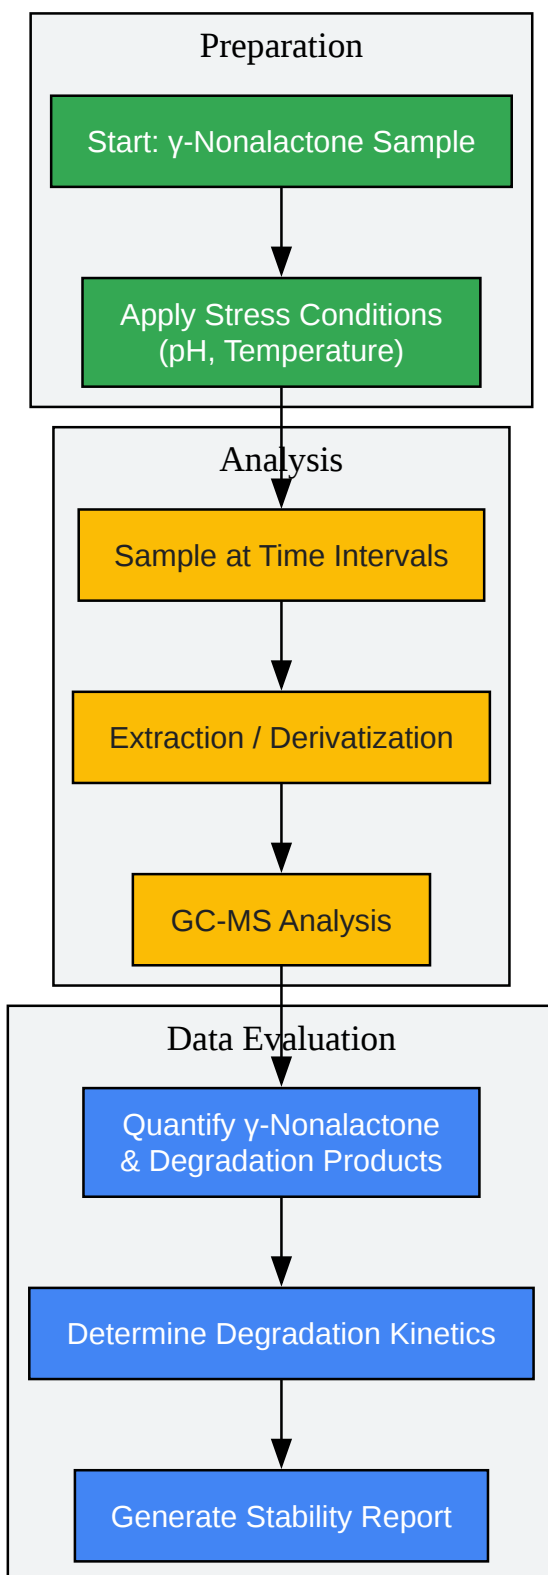 Preparation
Start: γ-Nonalactone Sample
Apply Stress Conditions
(pH, Temperature)
Analysis
Sample at Time Intervals
Extraction / Derivatization
GC-MS Analysis
Data Evaluation
Quantify γ-Nonalactone
& Degradation Products
Determine Degradation Kinetics
Generate Stability Report